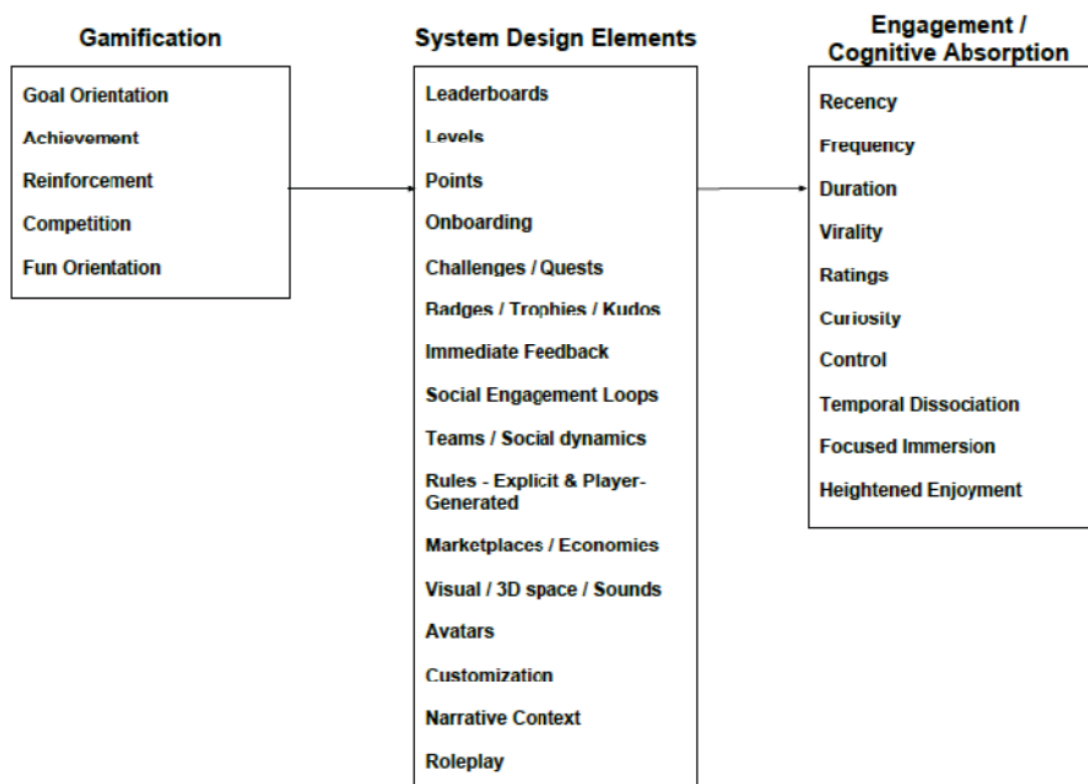 Gamification
Goal Orientation
Achievement
Reinforcement
Competition
Fun Orientation
System Design Elements
Leaderboards
Levels
Points
Onboarding
Challenges / Quests
Badges / Trophies / Kudos
Immediate Feedback
Social Engagement Loops
Teams / Social dynamics
Rules - Explicit & Player-
Generated
Marketplaces / Economies
Visual / 3D space / Sounds
Avatars
Customization
Narrative Context
Roleplay
Engagement /
Cognitive Absorption
Recency
Frequency
Duration
Virality
Ratings
Curiosity
Control
Temporal Dissociation
Focused Immersion
Heightened Enjoyment